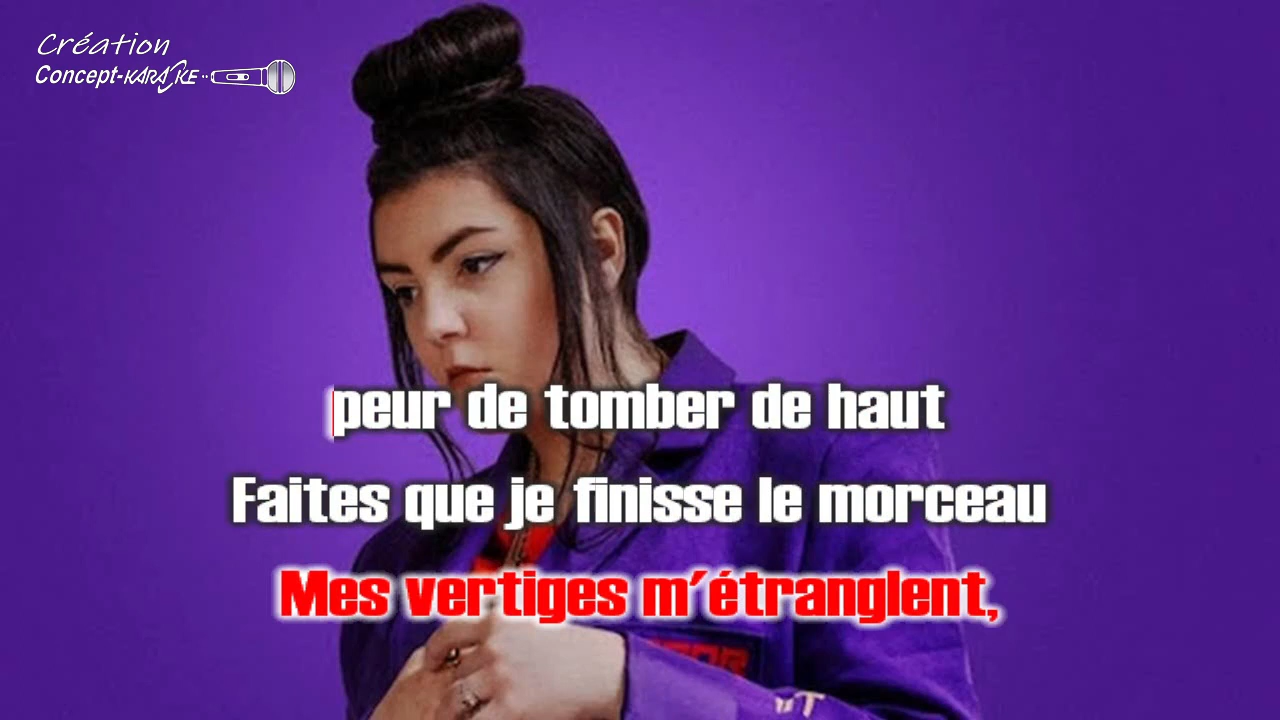 Création
Concept-KARAOKE
peur de tomber de haut
Faites que je finisse le morceau
Mes vertiges m'étranglent,